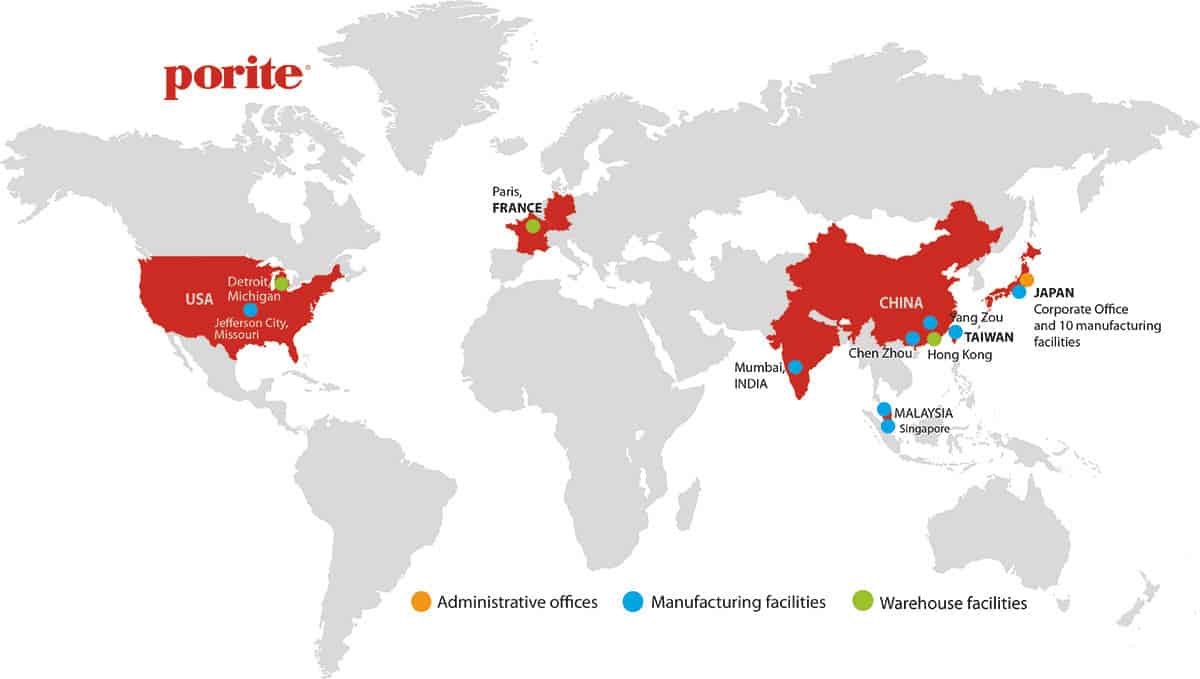 porite®
Paris,
FRANCE
Detroit,
Michigan
USA
Jefferson City,
Missouri
CHINA
JAPAN
Corporate Office
and 10 manufacturing
facilities
Yang Zou
TAIWAN
Chen Zhou
Hong Kong
Mumbai,
INDIA
MALAYSIA
Singapore
Administrative offices
Manufacturing facilities
Warehouse facilities